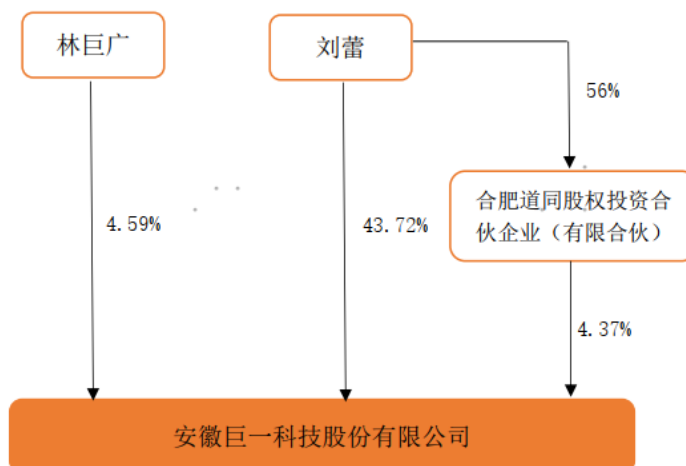 林巨广
刘蕾
56%
合肥道同股权投资合
伙企业（有限合伙）
4.59%
43.72%
4.37%
安徽巨一科技股份有限公司